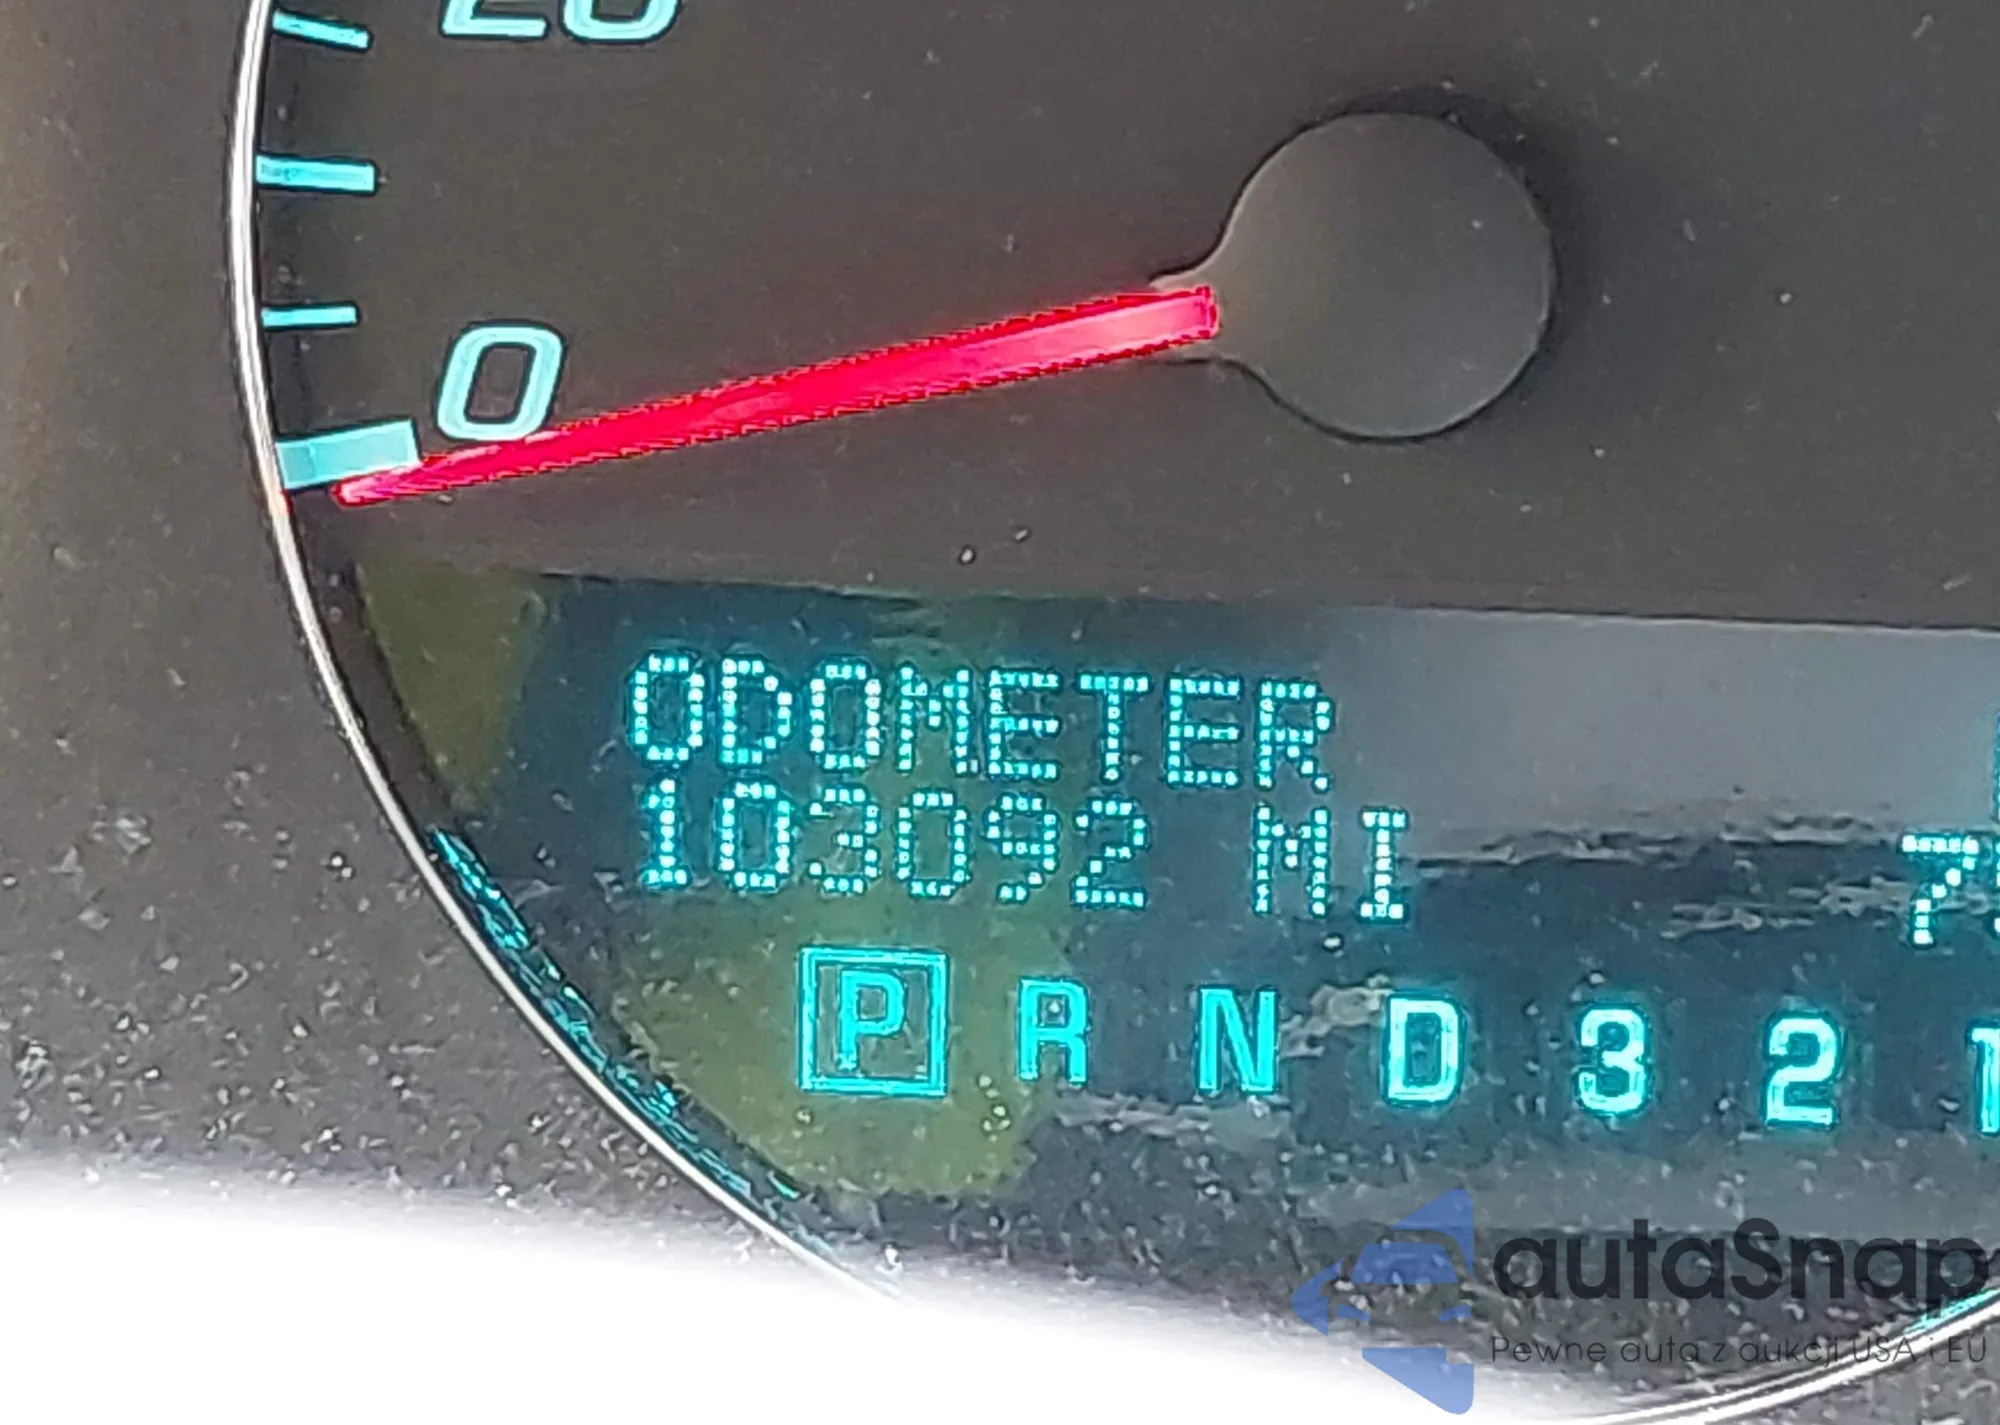 20
0
ODOMETER
103092 MI
P R N D 3 2 1
autaSnap
Pewne auta z aukcji USA i EU